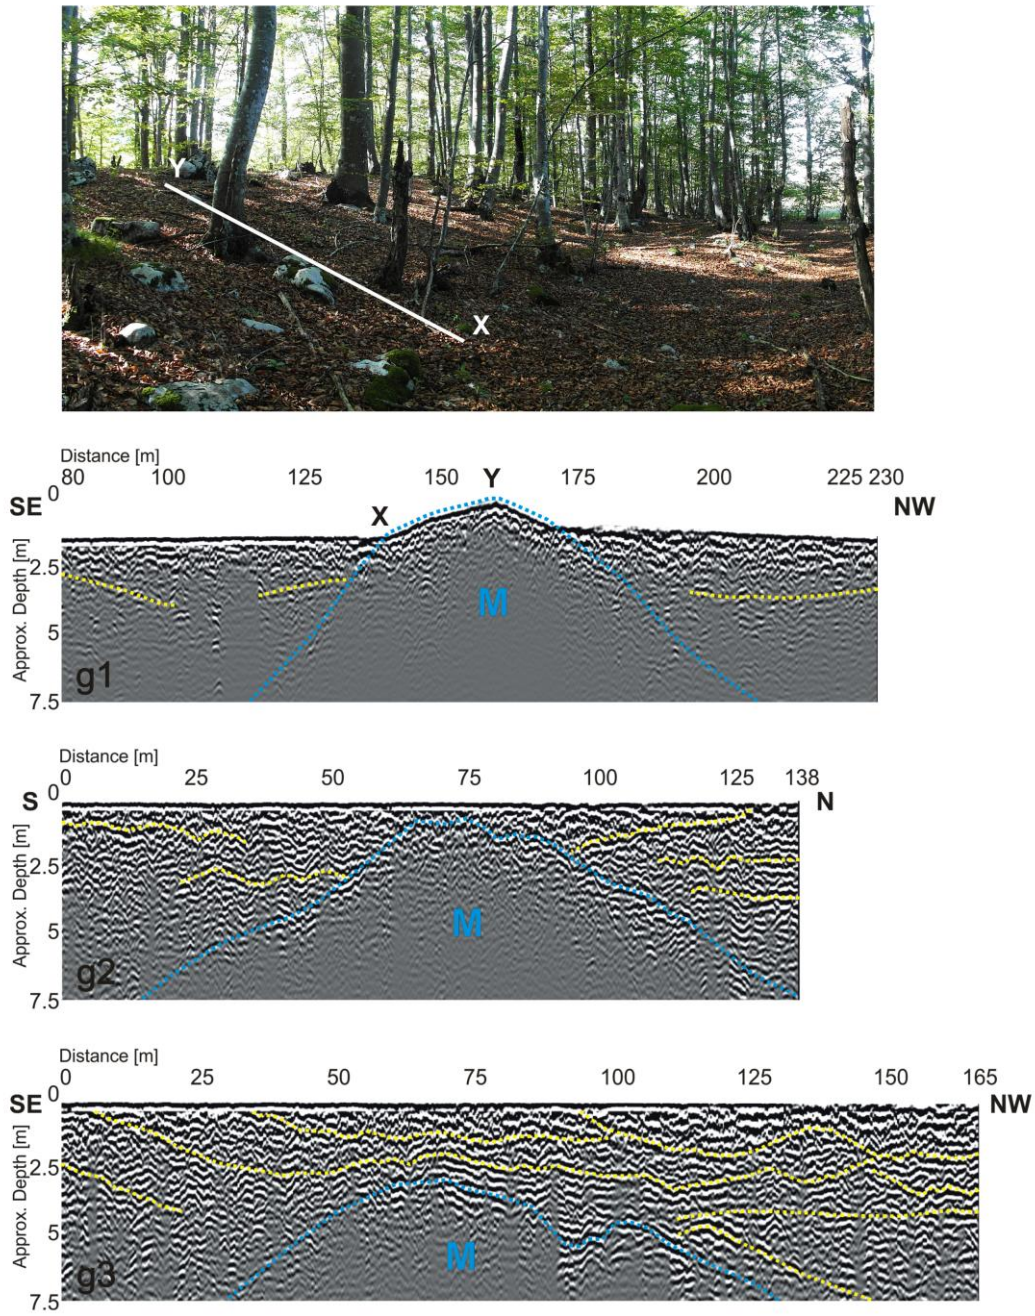 Y
X
Distance [m]
80 100 125 150 175 200 225 230
Y
0
SE NW
X
2.5
Approx. Depth [m]
M
5
g1
7.5
Distance [m]
0 25 50 75 100 125 138
0
S N
2.5
Approx. Depth [m]
M
5
g2
7.5
Distance [m]
0 25 50 75 100 125 150 165
0
SE NW
2.5
Approx. Depth [m]
5
M
g3
7.5